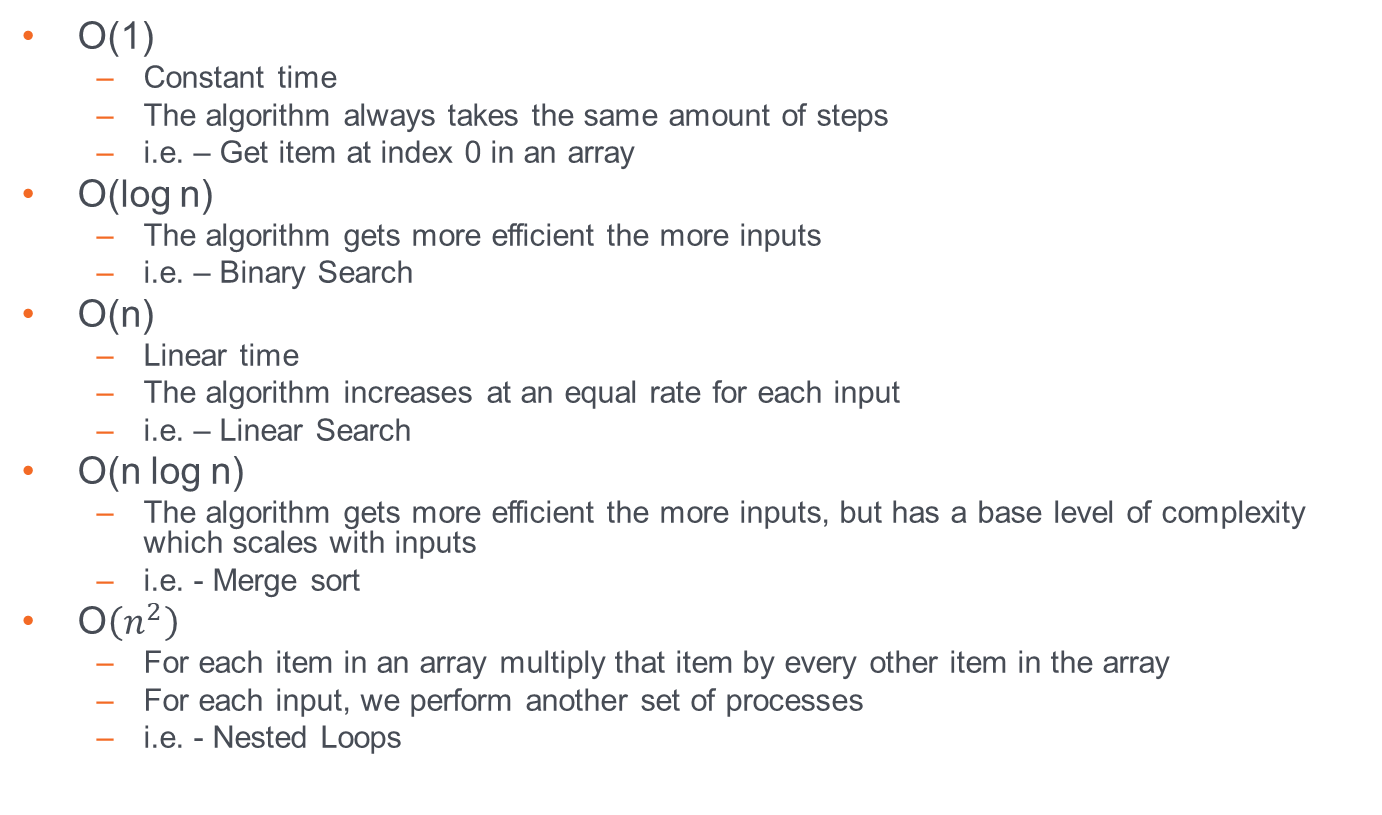 • O(1)
– Constant time
– The algorithm always takes the same amount of steps
– i.e. – Get item at index 0 in an array
• O(log n)
– The algorithm gets more efficient the more inputs
– i.e. – Binary Search
• O(n)
– Linear time
– The algorithm increases at an equal rate for each input
– i.e. – Linear Search
• O(n log n)
– The algorithm gets more efficient the more inputs, but has a base level of complexity
which scales with inputs
– i.e. - Merge sort
• O(𝑛²)
– For each item in an array multiply that item by every other item in the array
– For each input, we perform another set of processes
– i.e. - Nested Loops